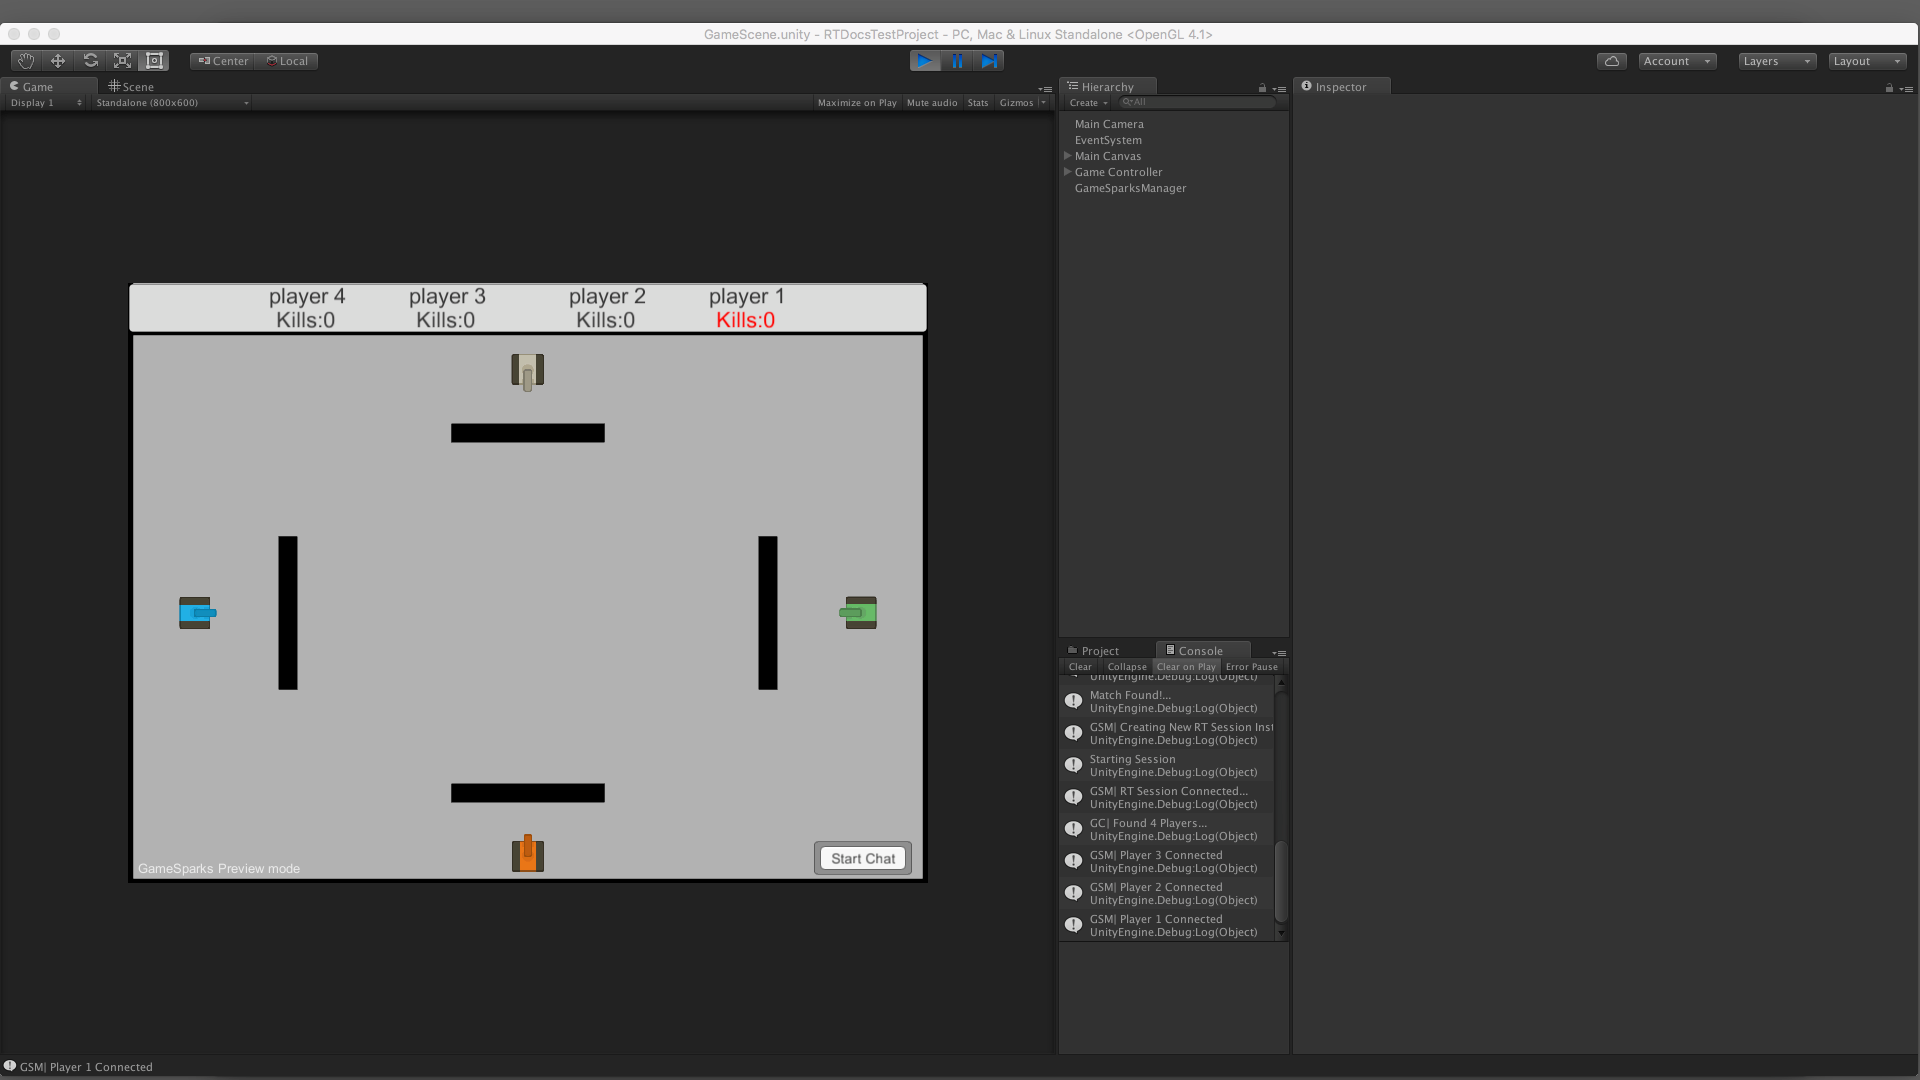 GameScene.unity - RTDocsTestProject - PC, Mac & Linux Standalone <OpenGL 4.1>
Center Local Account Layers Layout
Game Scene
Display 1 Standalone (800x600) Maximize on Play Mute audio Stats Gizmos
player 4 player 3 player 2 player 1
Kills:0 Kills:0 Kills:0 Kills:0
GameSparks Preview mode
Start Chat
Hierarchy
Create All
Main Camera
EventSystem
Main Canvas
Game Controller
GameSparksManager
Project Console
Clear Collapse Clear on Play Error Pause
UnityEngine.Debug:Log(Object)
Match Found!...
UnityEngine.Debug:Log(Object)
GSM| Creating New RT Session Inst
UnityEngine.Debug:Log(Object)
Starting Session
UnityEngine.Debug:Log(Object)
GSM| RT Session Connected...
UnityEngine.Debug:Log(Object)
GC| Found 4 Players...
UnityEngine.Debug:Log(Object)
GSM| Player 3 Connected
UnityEngine.Debug:Log(Object)
GSM| Player 2 Connected
UnityEngine.Debug:Log(Object)
GSM| Player 1 Connected
UnityEngine.Debug:Log(Object)
Inspector
GSM| Player 1 Connected